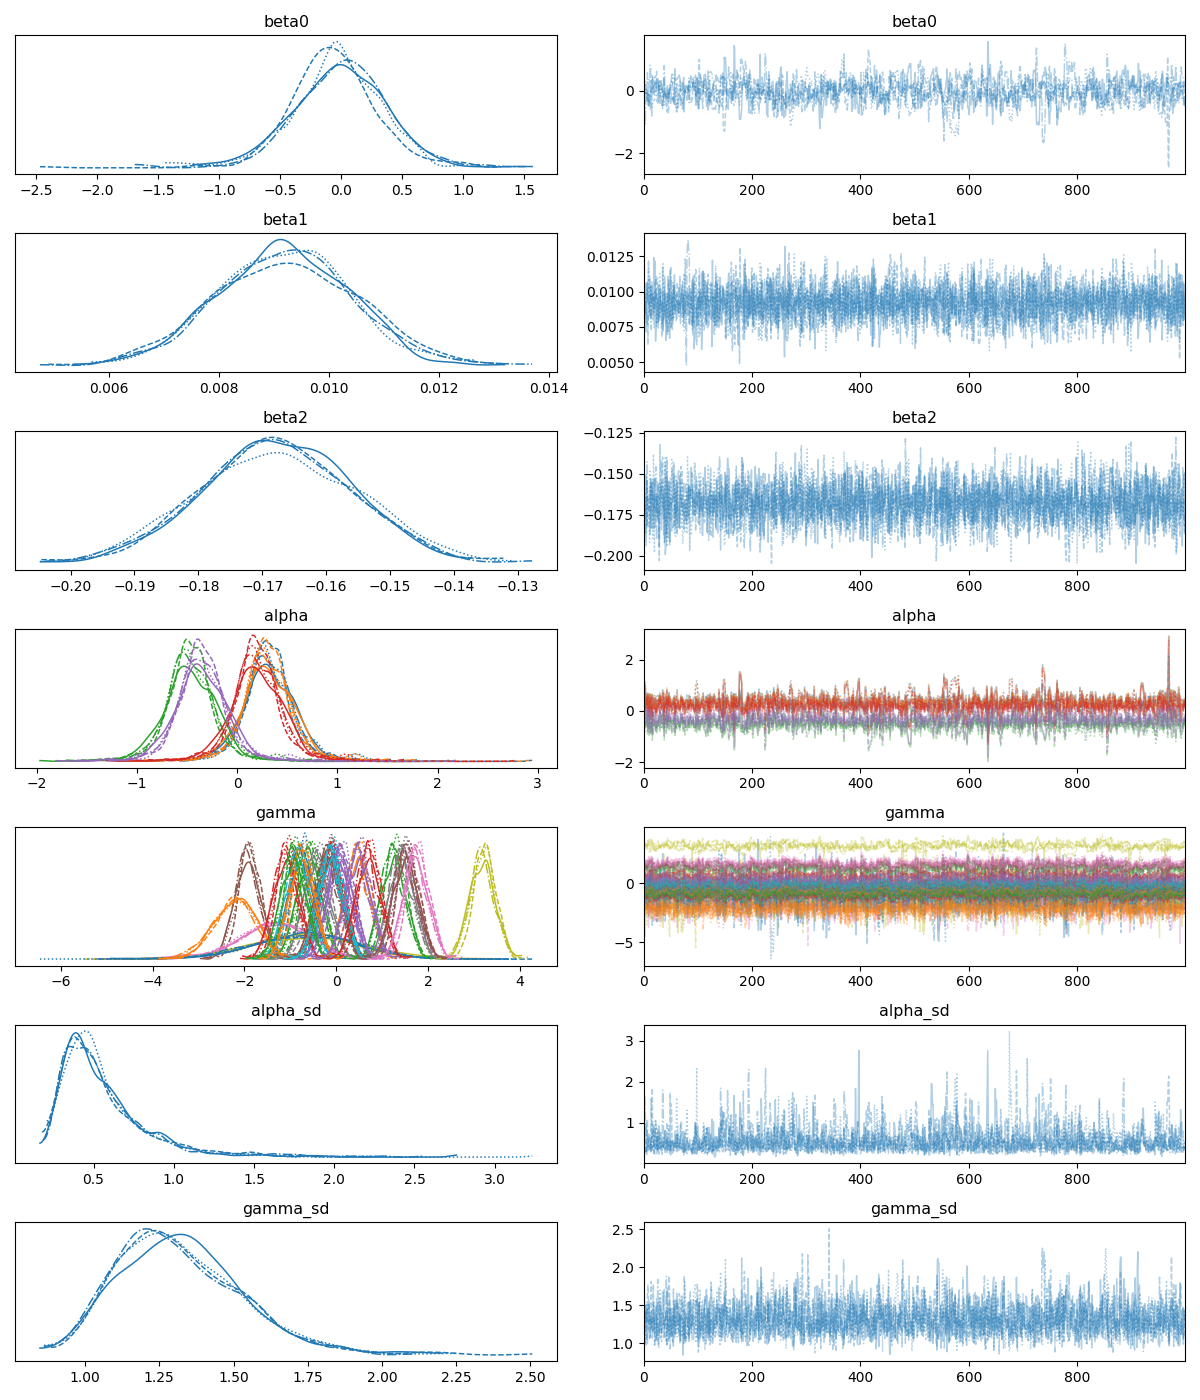 beta0 beta0
0
−2
−2.5 −2.0 −1.5 −1.0 −0.5 0.0 0.5 1.0 1.5 0 200 400 600 800
beta1 beta1
0.0125
0.0100
0.0075
0.0050
0.006 0.008 0.010 0.012 0.014 0 200 400 600 800
beta2 beta2
−0.125
−0.150
−0.175
−0.200
−0.20 −0.19 −0.18 −0.17 −0.16 −0.15 −0.14 −0.13 0 200 400 600 800
alpha alpha
2
0
−2
−2 −1 0 1 2 3 0 200 400 600 800
gamma gamma
0
−5
−6 −4 −2 0 2 4 0 200 400 600 800
alpha_sd alpha_sd
3
2
1
0.5 1.0 1.5 2.0 2.5 3.0 0 200 400 600 800
gamma_sd gamma_sd
2.5
2.0
1.5
1.0
1.00 1.25 1.50 1.75 2.00 2.25 2.50 0 200 400 600 800